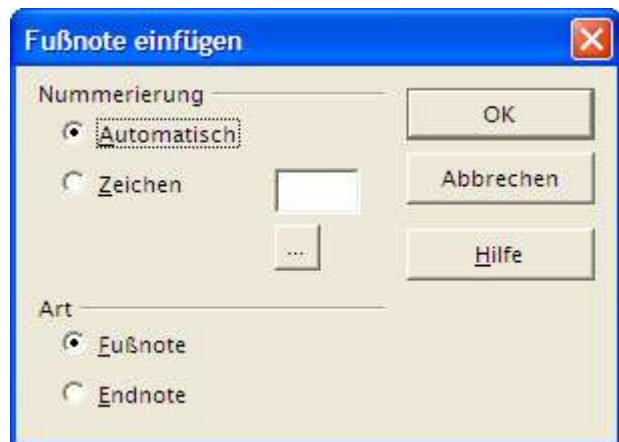 Fußnote einfügen
Nummerierung
Automatisch
Zeichen
...
Art
Fußnote
Endnote
OK
Abbrechen
Hilfe